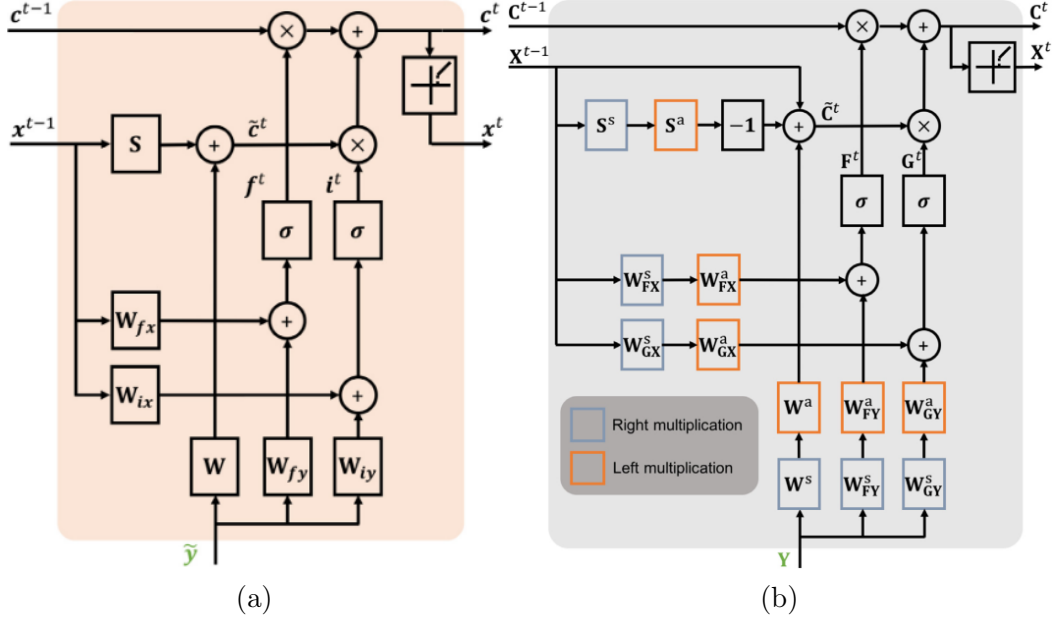 c^{t-1}
c^t
×
+
x^{t-1}
S
+
c̃^t
×
x^t
f^t
i^t
σ
σ
W_{fx}
+
W_{ix}
+
W
W_{fy}
W_{iy}
ỹ
(a)
C^{t-1}
×
+
C^t
X^{t-1}
X^t
S^s
S^a
−1
+
C̃^t
×
F^t
G^t
σ
σ
W^s_{FX}
W^a_{FX}
+
W^s_{GX}
W^a_{GX}
+
W^a
W^a_{FY}
W^a_{GY}
Right multiplication
Left multiplication
W^s
W^s_{FY}
W^s_{GY}
Y
(b)